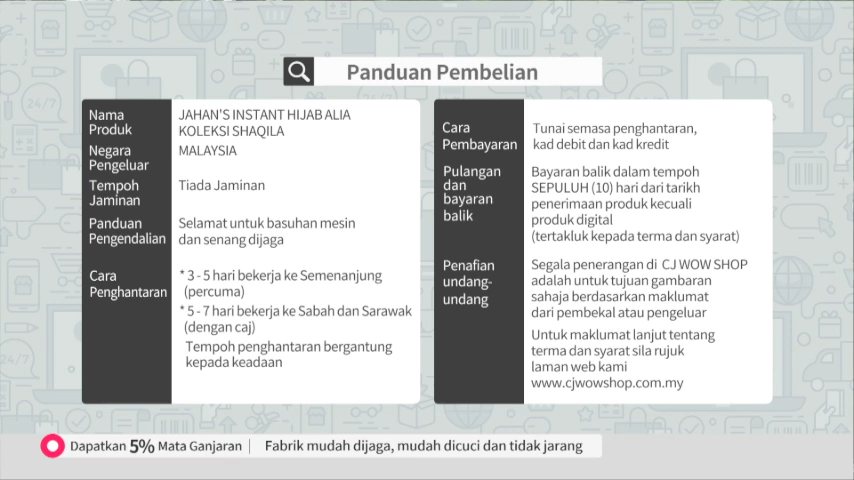 Panduan Pembelian
Nama
Produk
JAHAN'S INSTANT HIJAB ALIA
KOLEKSI SHAQILA
Negara
Pengeluar
MALAYSIA
Tempoh
Jaminan
Tiada Jaminan
Panduan
Pengendalian
Selamat untuk basuhan mesin
dan senang dijaga
Cara
Penghantaran
* 3 - 5 hari bekerja ke Semenanjung
(percuma)
* 5 - 7 hari bekerja ke Sabah dan Sarawak
(dengan caj)
Tempoh penghantaran bergantung
kepada keadaan
Cara
Pembayaran
Tunai semasa penghantaran,
kad debit dan kad kredit
Pulangan
dan
bayaran
balik
Bayaran balik dalam tempoh
SEPULUH (10) hari dari tarikh
penerimaan produk kecuali
produk digital
(tertakluk kepada terma dan syarat)
Penafian
undang-
undang
Segala penerangan di CJ WOW SHOP
adalah untuk tujuan gambaran
sahaja berdasarkan maklumat
dari pembekal atau pengeluar
Untuk maklumat lanjut tentang
terma dan syarat sila rujuk
laman web kami
www.cjwowshop.com.my
Dapatkan 5% Mata Ganjaran | Fabrik mudah dijaga, mudah dicuci dan tidak jarang
24/7
24/7